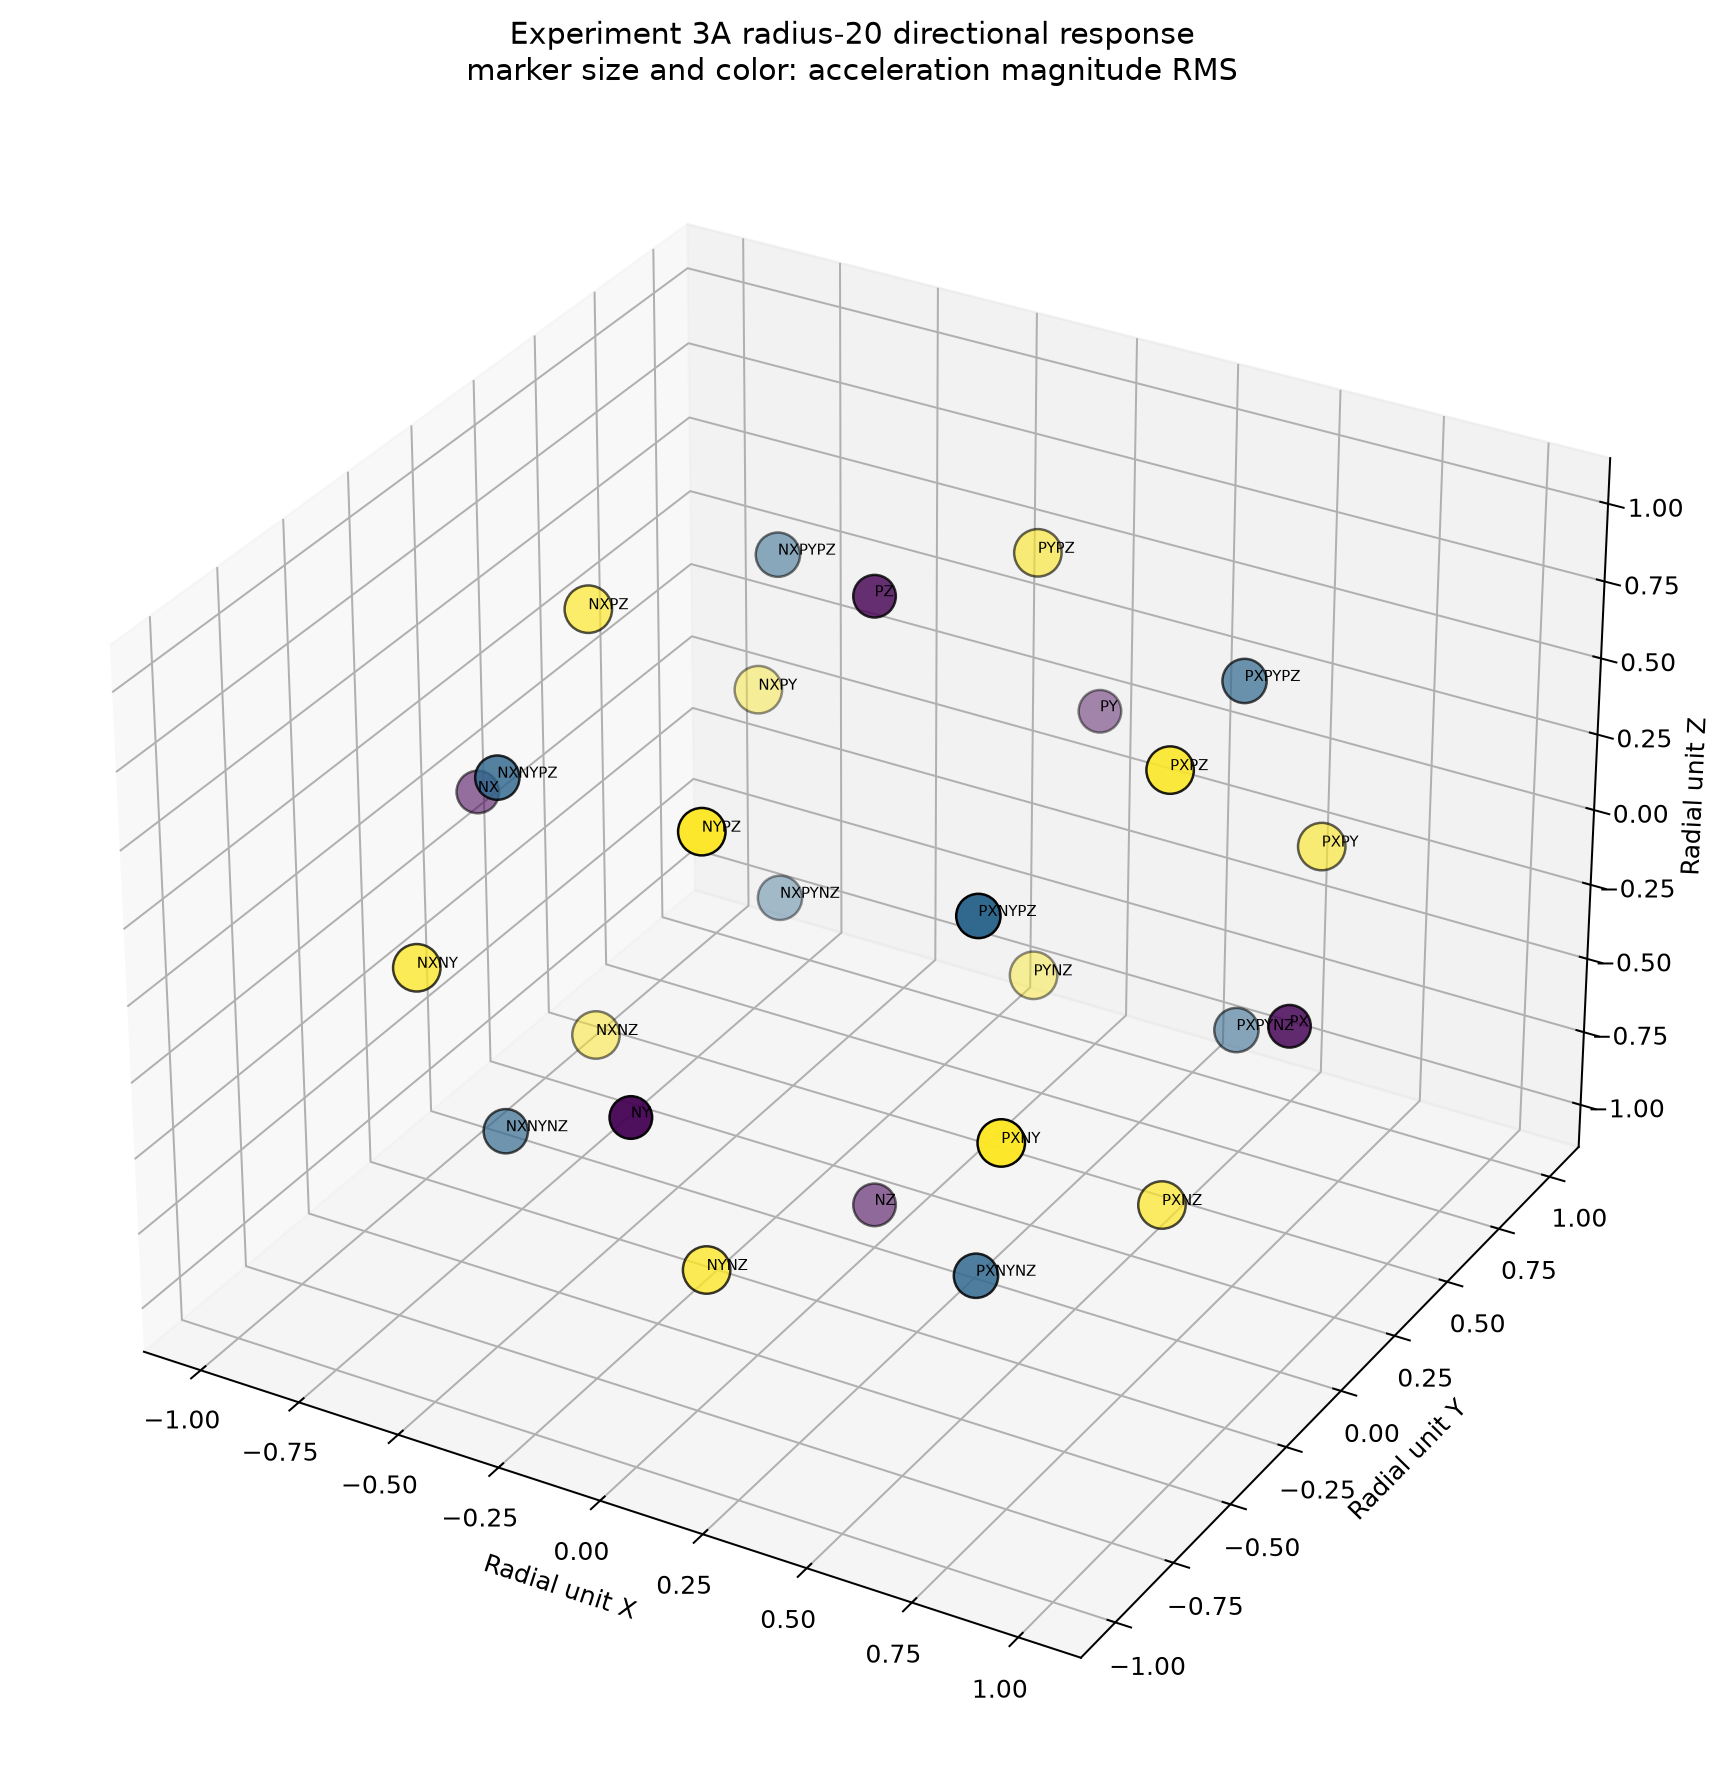 Experiment 3A radius-20 directional response
marker size and color: acceleration magnitude RMS
NXPYPZ
PYPZ
PZ
NXPZ
PXPYPZ
NXPY
PY
PXPZ
NXNYPZ
NX
NYPZ
PXPY
NXPYNZ
PXNYPZ
NXNY
PYNZ
PXPYNZ
PX
NXNZ
NY
NXNYNZ
PXNY
NZ
PXNZ
NYNZ
PXNYNZ
1.00
0.75
0.50
0.25
0.00
−0.25
−0.50
−0.75
−1.00
Radial unit Z
1.00
0.75
0.50
0.25
0.00
−0.25
−0.50
−0.75
−1.00
Radial unit Y
−1.00
−0.75
−0.50
−0.25
0.00
0.25
0.50
0.75
1.00
Radial unit X